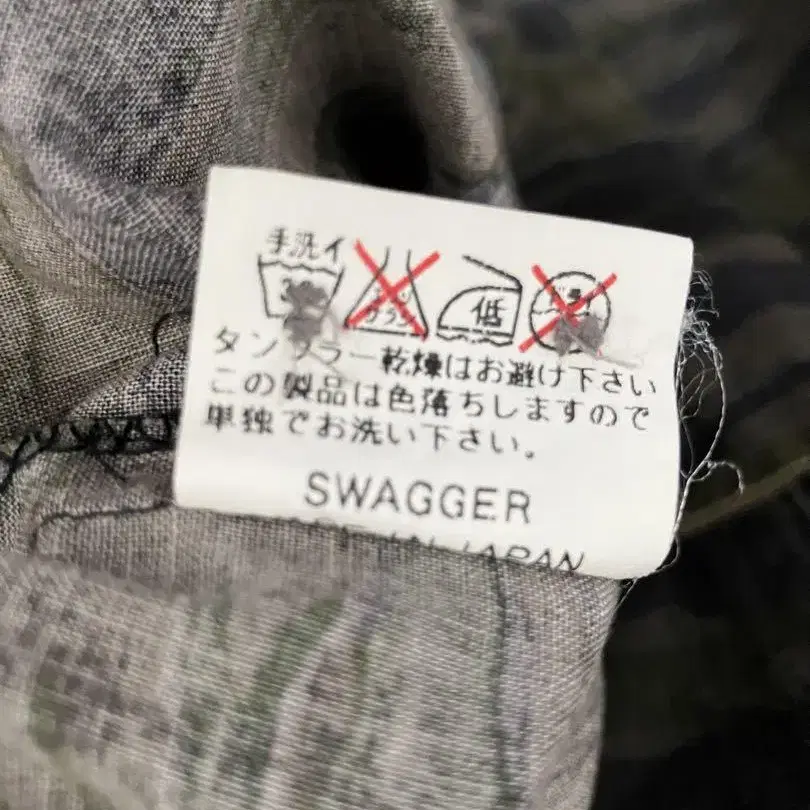 手洗イ
低
タンブラー乾燥はお避け下さい
この製品は色落ちしますので
単独でお洗い下さい。
SWAGGER
IN JAPAN